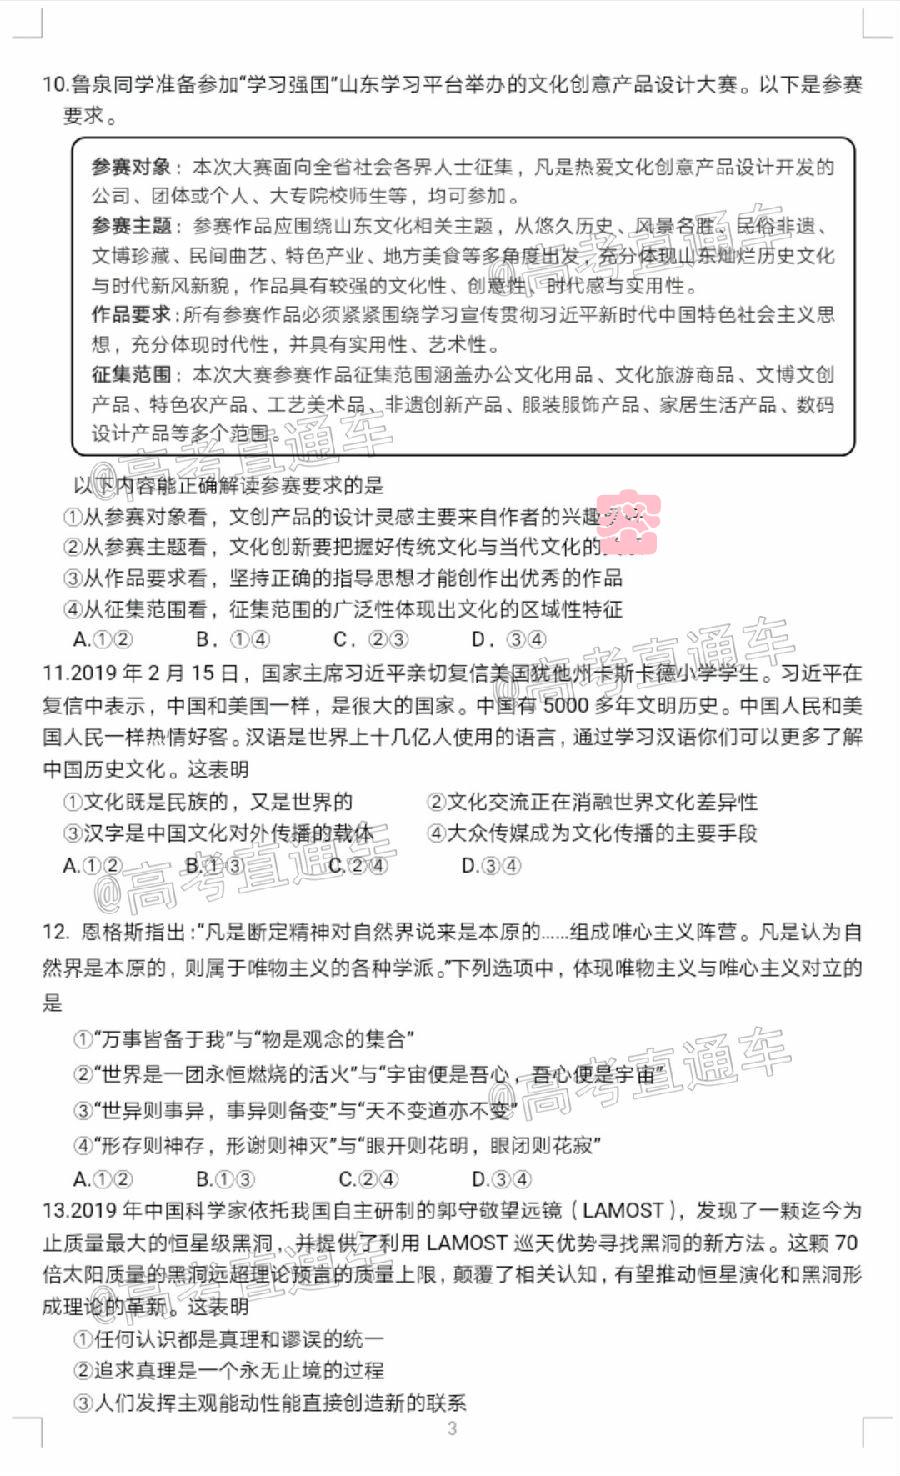 10.鲁泉同学准备参加“学习强国”山东学习平台举办的文化创意产品设计大赛。以下是参赛
要求。
参赛对象：本次大赛面向全省社会各界人士征集，凡是热爱文化创意产品设计开发的
公司、团体或个人、大专院校师生等，均可参加。
参赛主题：参赛作品应围绕山东文化相关主题，从悠久历史、风景名胜、民俗非遗、
文博珍藏、民间曲艺、特色产业、地方美食等多角度出发，充分体现山东灿烂历史文化
与时代新风新貌，作品具有较强的文化性、创意性、时代感与实用性。
作品要求:所有参赛作品必须紧紧围绕学习宣传贯彻习近平新时代中国特色社会主义思
想，充分体现时代性，并具有实用性、艺术性。
征集范围：本次大赛参赛作品征集范围涵盖办公文化用品、文化旅游商品、文博文创
产品、特色农产品、工艺美术品、非遗创新产品、服装服饰产品、家居生活产品、数码
设计产品等多个范围。
以下内容能正确解读参赛要求的是
①从参赛对象看，文创产品的设计灵感主要来自作者的兴趣
②从参赛主题看，文化创新要把握好传统文化与当代文化的
③从作品要求看，坚持正确的指导思想才能创作出优秀的作品
④从征集范围看，征集范围的广泛性体现出文化的区域性特征
A.①② B．①④ C．②③ D．③④
11.2019 年 2 月 15 日，国家主席习近平亲切复信美国犹他州卡斯卡德小学学生。习近平在
复信中表示，中国和美国一样，是很大的国家。中国有 5000 多年文明历史。中国人民和美
国人民一样热情好客。汉语是世界上十几亿人使用的语言，通过学习汉语你们可以更多了解
中国历史文化。这表明
①文化既是民族的，又是世界的 ②文化交流正在消融世界文化差异性
③汉字是中国文化对外传播的载体 ④大众传媒成为文化传播的主要手段
A.①② B.①③ C.②④ D.③④
12. 恩格斯指出:“凡是断定精神对自然界说来是本原的......组成唯心主义阵营。凡是认为自
然界是本原的，则属于唯物主义的各种学派。”下列选项中，体现唯物主义与唯心主义对立的
是
①“万事皆备于我”与“物是观念的集合”
②“世界是一团永恒燃烧的活火”与“宇宙便是吾心，吾心便是宇宙”
③“世异则事异，事异则备变”与“天不变道亦不变”
④“形存则神存，形谢则神灭”与“眼开则花明，眼闭则花寂”
A.①② B.①③ C.②④ D.③④
13.2019 年中国科学家依托我国自主研制的郭守敬望远镜（LAMOST），发现了一颗迄今为
止质量最大的恒星级黑洞，并提供了利用 LAMOST 巡天优势寻找黑洞的新方法。这颗 70
倍太阳质量的黑洞远超理论预言的质量上限，颠覆了相关认知，有望推动恒星演化和黑洞形
成理论的革新。这表明
①任何认识都是真理和谬误的统一
②追求真理是一个永无止境的过程
③人们发挥主观能动性能直接创造新的联系
3
@高考直通车
@高考直通车
@高考直通车
@高考直通车
@高考直通车
@高考直通车